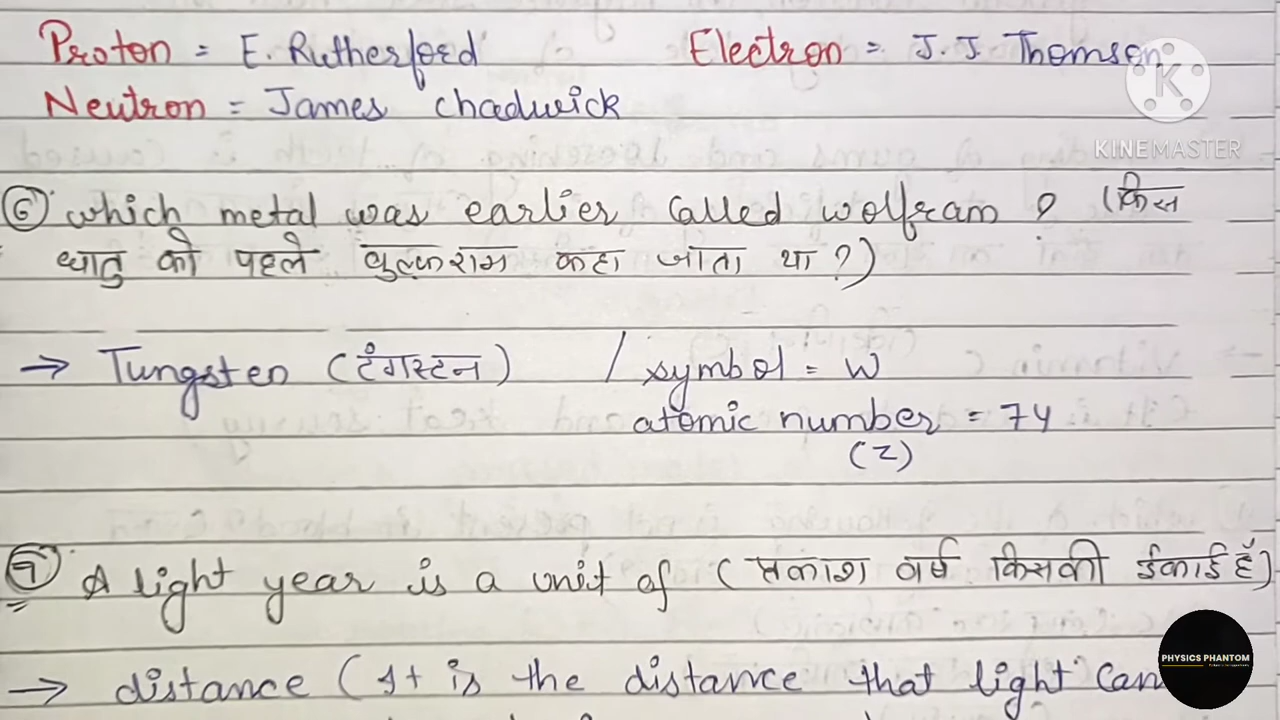 Proton = E. Rutherford Electron = J. J Thomson
Neutron = James Chadwick
KINEMASTER
⑥ which metal was earlier called wolfram ? (किस
धातु को पहले वुल्फराम कहा जाता था ?)
→ Tungsten (टंगस्टन) / symbol = W
atomic number = 74
(Z)
⑦ A light year is a unit of (प्रकाश वर्ष किसकी ईकाई हैं)
PHYSICS PHANTOM
→ distance (It is the distance that light can